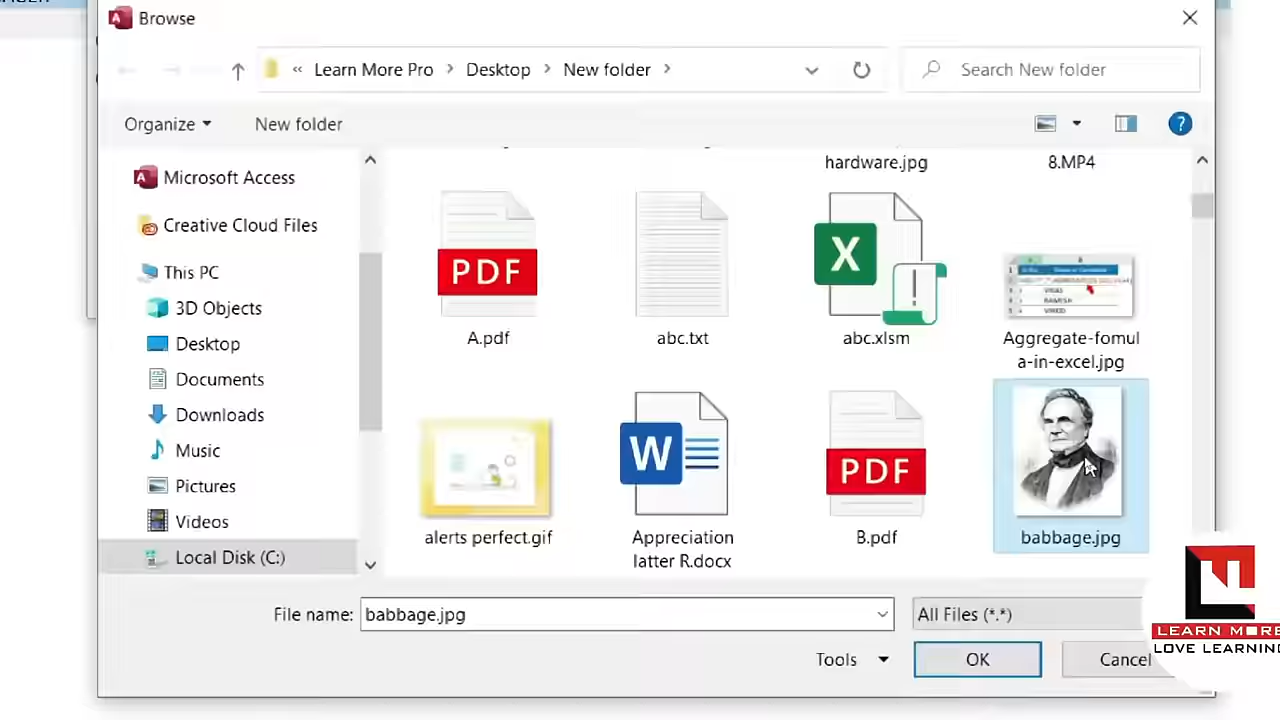 Browse
« Learn More Pro > Desktop > New folder >
Search New folder
Organize
New folder
?
hardware.jpg
8.MP4
Microsoft Access
Creative Cloud Files
This PC
3D Objects
Desktop
Documents
Downloads
Music
Pictures
Videos
Local Disk (C:)
PDF
A.pdf
abc.txt
X
abc.xlsm
Aggregate-fomul
a-in-excel.jpg
alerts perfect.gif
W
Appreciation
latter R.docx
PDF
B.pdf
babbage.jpg
File name:
babbage.jpg
All Files (*.*)
Tools
OK
Cancel
LEARN MORE
LOVE LEARNING